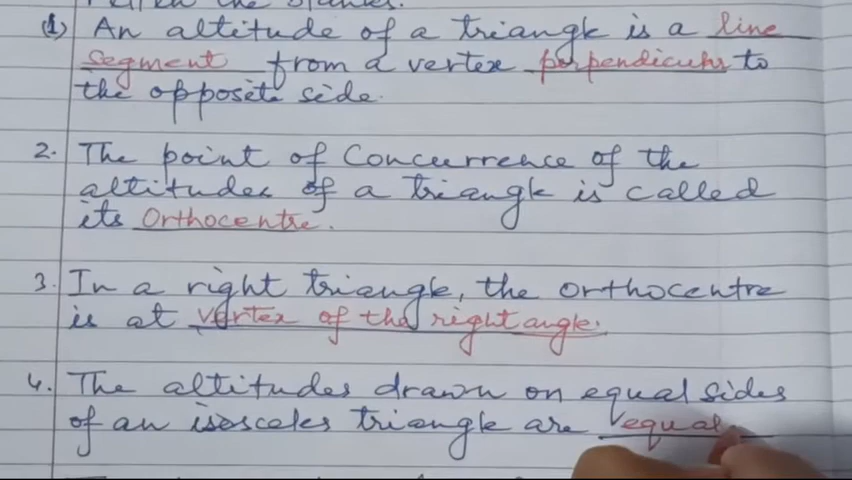 the blanks.
(1) An altitude of a triangle is a line
segment from a vertex perpendicular to
the opposite side.
2. The point of Concurrence of the
altitudes of a triangle is called
its Orthocentre.
3. In a right triangle, the orthocentre
is at vertex of the right angle.
4. The altitudes drawn on equal sides
of an isosceles triangle are equal